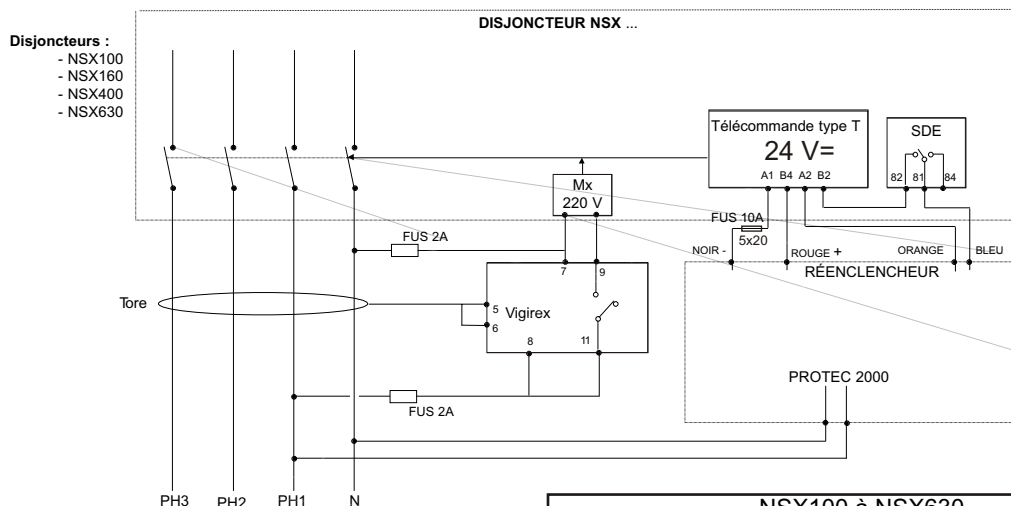 DISJONCTEUR NSX ...
Disjoncteurs :
- NSX100
- NSX160
- NSX400
- NSX630
Télécommande type T
24 V=
A1 B4 A2 B2
SDE
82 81 84
Mx
220 V
FUS 10A
5x20
FUS 2A
NOIR -
ROUGE +
ORANGE
BLEU
RÉENCLENCHEUR
7 9
Tore
5
6
Vigirex
8 11
PROTEC 2000
FUS 2A
PH3 PH2 PH1 N
NSX100 à NSX630